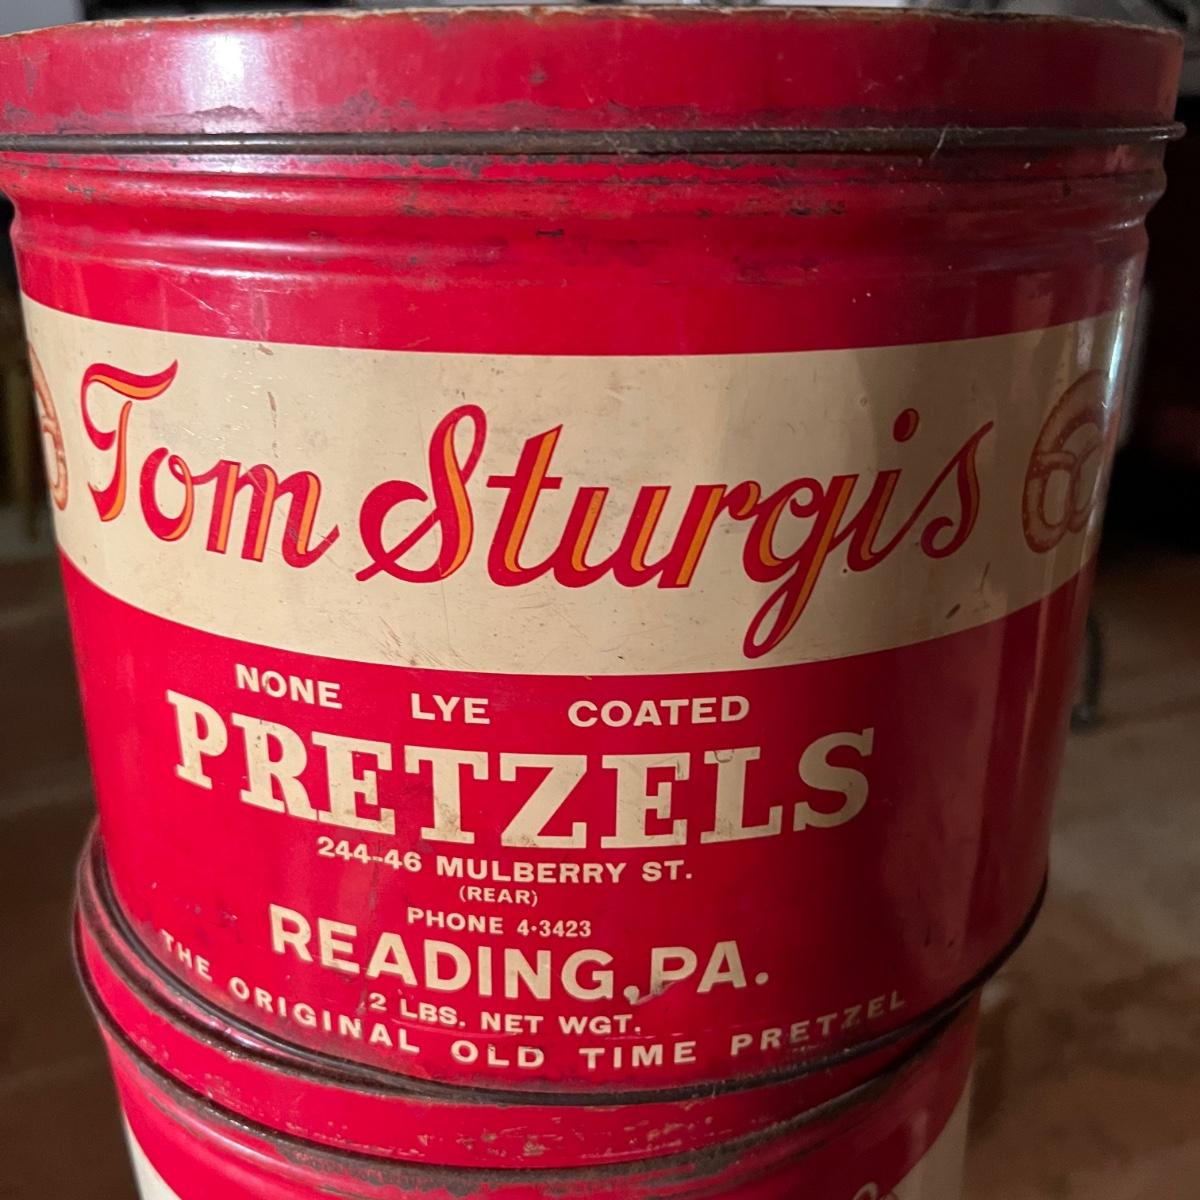 Tom Sturgis
NONE LYE COATED
PRETZELS
244-46 MULBERRY ST.
(REAR)
PHONE 4·3423
READING, PA.
2 LBS. NET WGT.
THE ORIGINAL OLD TIME PRETZEL